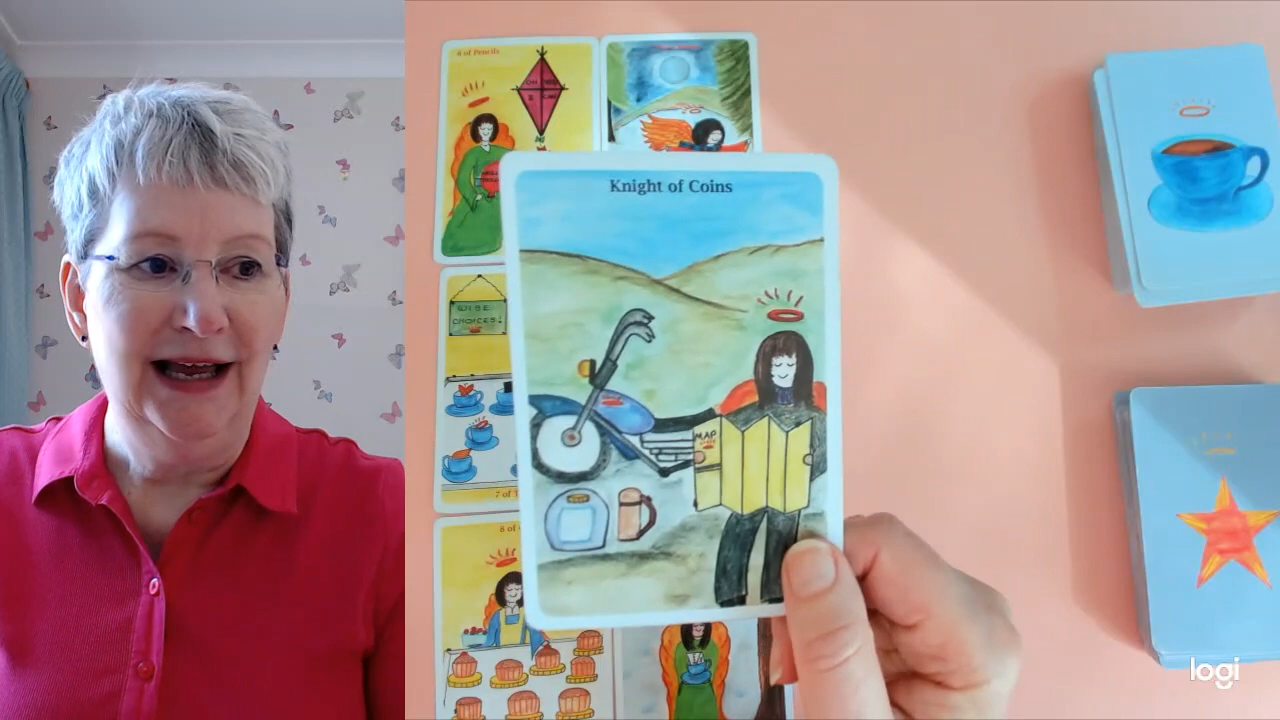 6 of Pencils
Knight of Coins
WISE
CHOICES!
MAP
7 of
8 of
logi